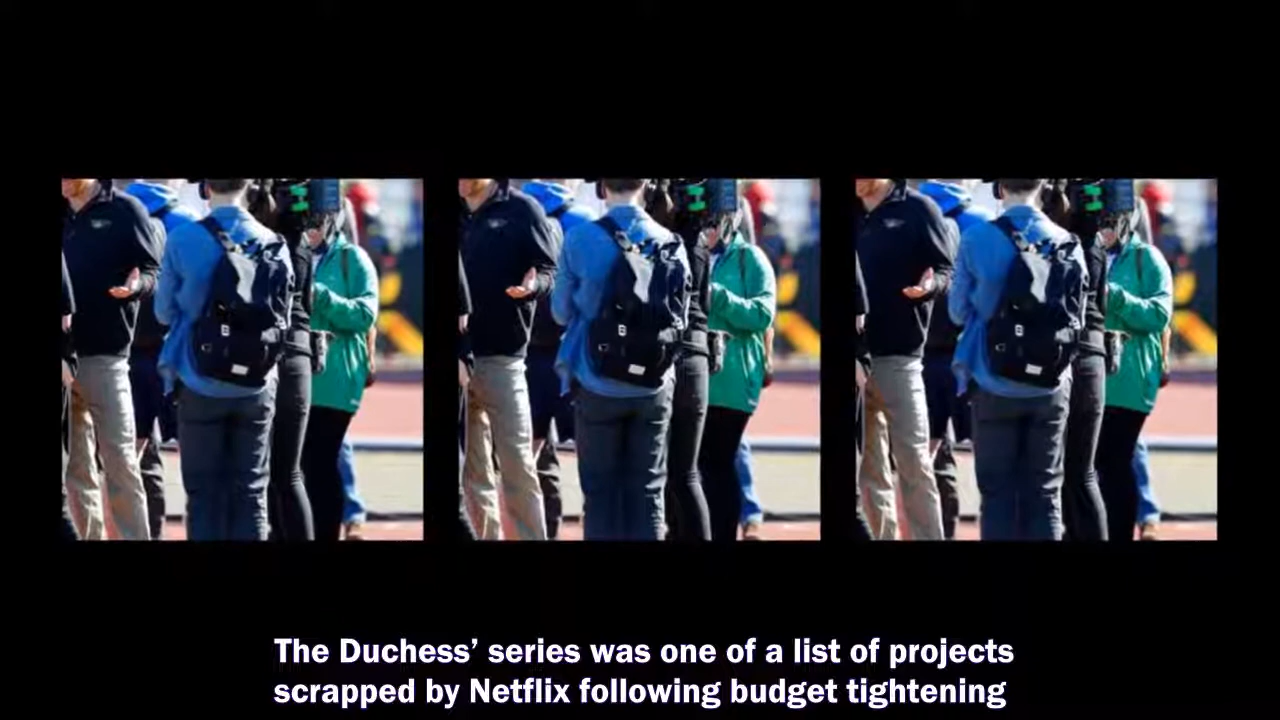 The Duchess’ series was one of a list of projects
scrapped by Netflix following budget tightening